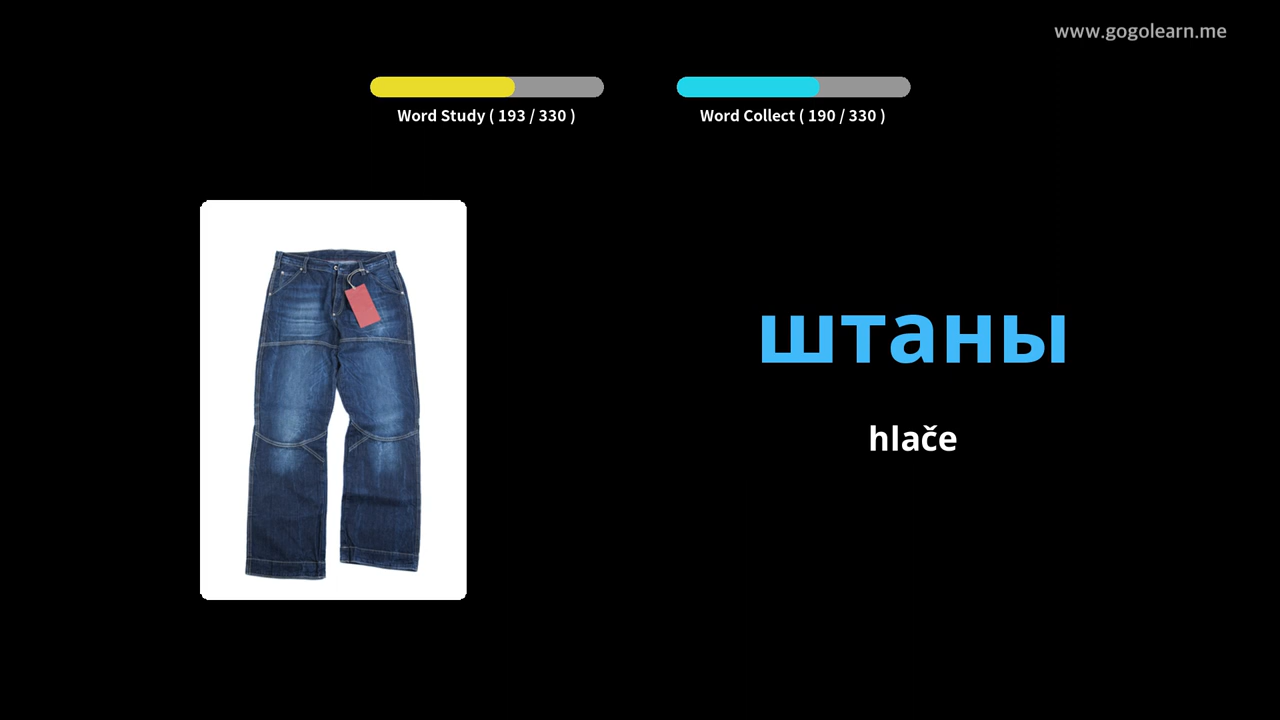 www.gogolearn.me
Word Study ( 193 / 330 )
Word Collect ( 190 / 330 )
штаны
hlače